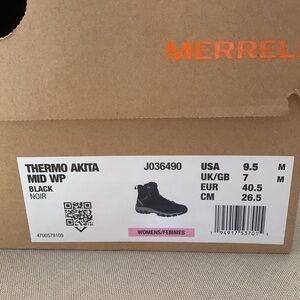 MERRELL
THERMO AKITA
MID WP
BLACK
NOIR
4700579109
J036490
WOMENS/FEMMES
USA 9.5 M
UK/GB 7 M
EUR 40.5
CM 26.5